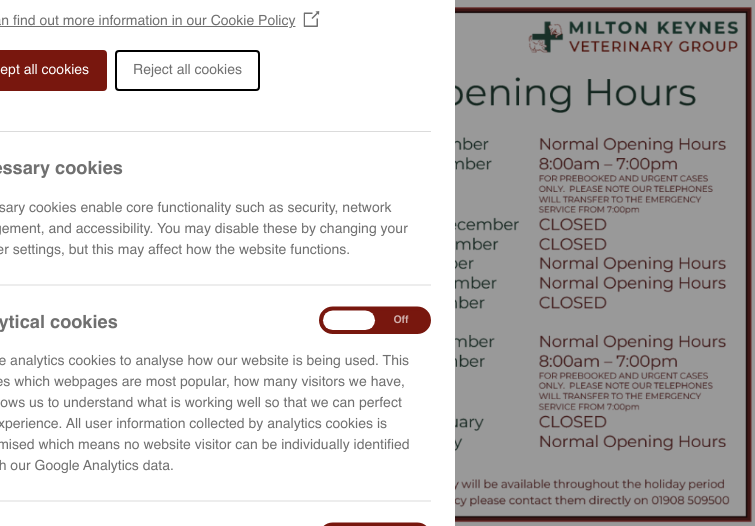 n find out more information in our Cookie Policy
ept all cookies
Reject all cookies
essary cookies
sary cookies enable core functionality such as security, network
gement, and accessibility. You may disable these by changing your
er settings, but this may affect how the website functions.
ytical cookies
Off
e analytics cookies to analyse how our website is being used. This
es which webpages are most popular, how many visitors we have,
ows us to understand what is working well so that we can perfect
xperience. All user information collected by analytics cookies is
mised which means no website visitor can be individually identified
h our Google Analytics data.
MILTON KEYNES
VETERINARY GROUP
pening Hours
mber Normal Opening Hours
mber 8:00am – 7:00pm
FOR PREBOOKED AND URGENT CASES
ONLY. PLEASE NOTE OUR TELEPHONES
WILL TRANSFER TO THE EMERGENCY
SERVICE FROM 7:00pm
ecember CLOSED
mber CLOSED
ber Normal Opening Hours
mber Normal Opening Hours
ber CLOSED
mber Normal Opening Hours
ber 8:00am – 7:00pm
FOR PREBOOKED AND URGENT CASES
ONLY. PLEASE NOTE OUR TELEPHONES
WILL TRANSFER TO THE EMERGENCY
SERVICE FROM 7:00pm
uary CLOSED
y Normal Opening Hours
y will be available throughout the holiday period
cy please contact them directly on 01908 509500